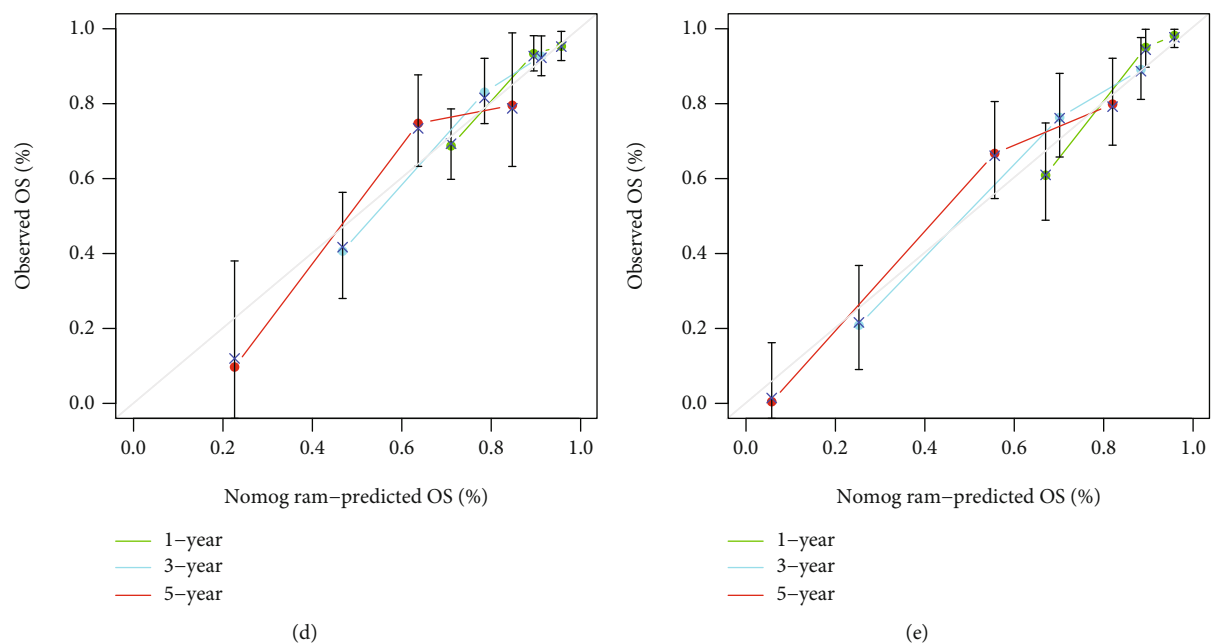 1.0
0.8
0.6
0.4
0.2
0.0
Observed OS (%)
0.0 0.2 0.4 0.6 0.8 1.0
Nomog ram−predicted OS (%)
1−year
3−year
5−year
(d)
1.0
0.8
0.6
0.4
0.2
0.0
Observed OS (%)
0.0 0.2 0.4 0.6 0.8 1.0
Nomog ram−predicted OS (%)
1−year
3−year
5−year
(e)